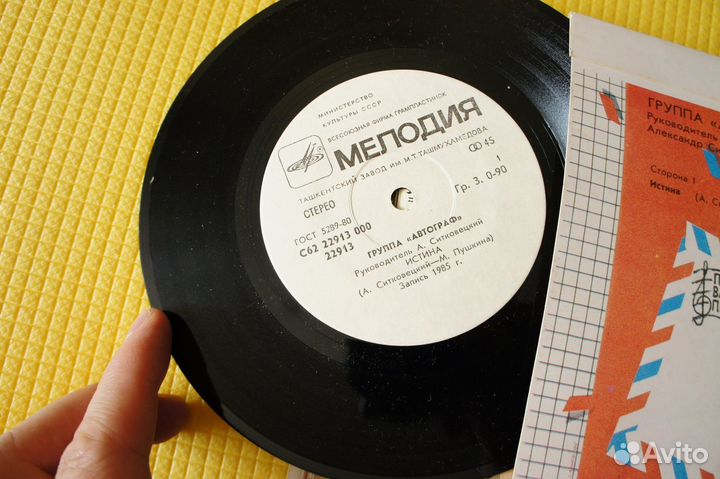 МИНИСТЕРСТВО
КУЛЬТУРЫ СССР
ВСЕСОЮЗНАЯ ФИРМА ГРАМПЛАСТИНОК
МЕЛОДИЯ
ТАШКЕНТСКИЙ ЗАВОД ИМ. М.Т. ТАШМУХАМЕДОВА
СТЕРЕО
45
ГОСТ 5289-80
1
Гр. 3. 0-90
С62 22913 000
22913
ГРУППА «АВТОГРАФ»
Руководитель А. Ситковецкий
ИСТИНА
(А. Ситковецкий—М. Пушкина)
Запись 1985 г.
ГРУППА
Руководитель
Александр
Сторона 1
Истина
(А.
Avito